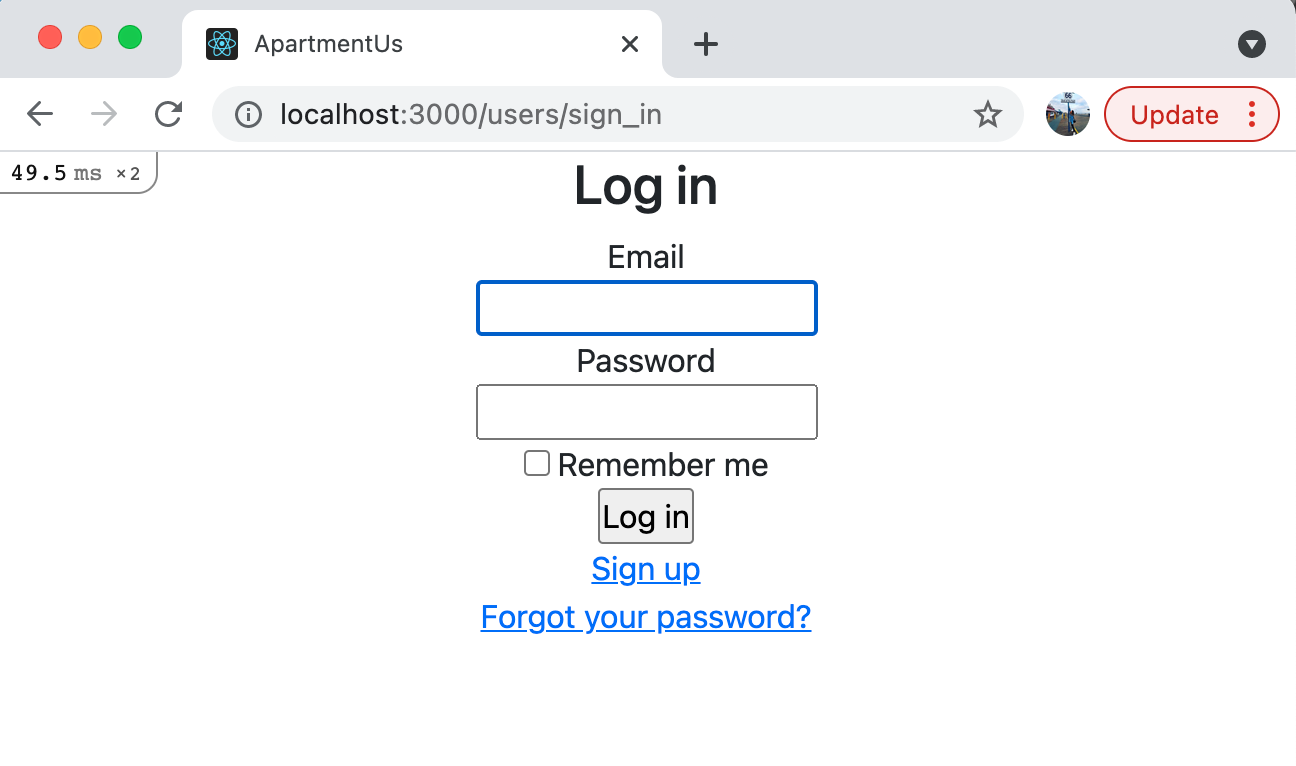 ApartmentUs
localhost:3000/users/sign_in
Update
49.5 ms ×2
Log in
Email
Password
Remember me
Log in
Sign up
Forgot your password?